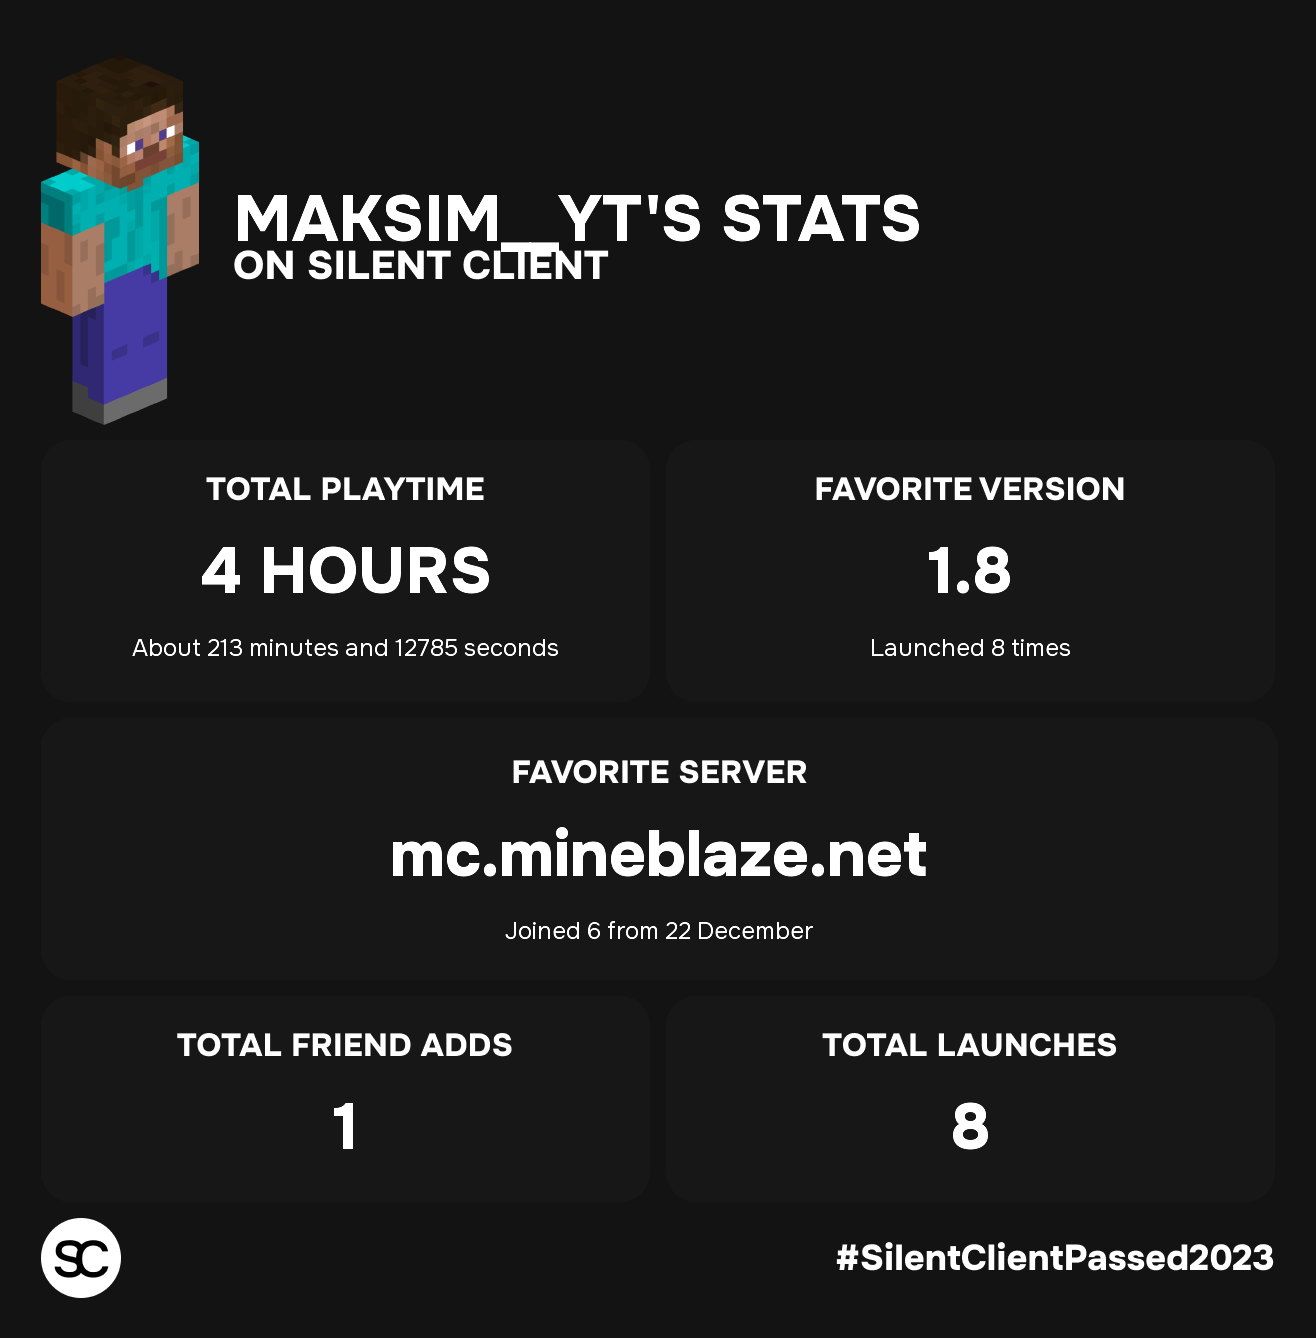 MAKSIM__YT'S STATS
ON SILENT CLIENT
TOTAL PLAYTIME
4 HOURS
About 213 minutes and 12785 seconds
FAVORITE VERSION
1.8
Launched 8 times
FAVORITE SERVER
mc.mineblaze.net
Joined 6 from 22 December
TOTAL FRIEND ADDS
1
TOTAL LAUNCHES
8
SC
#SilentClientPassed2023